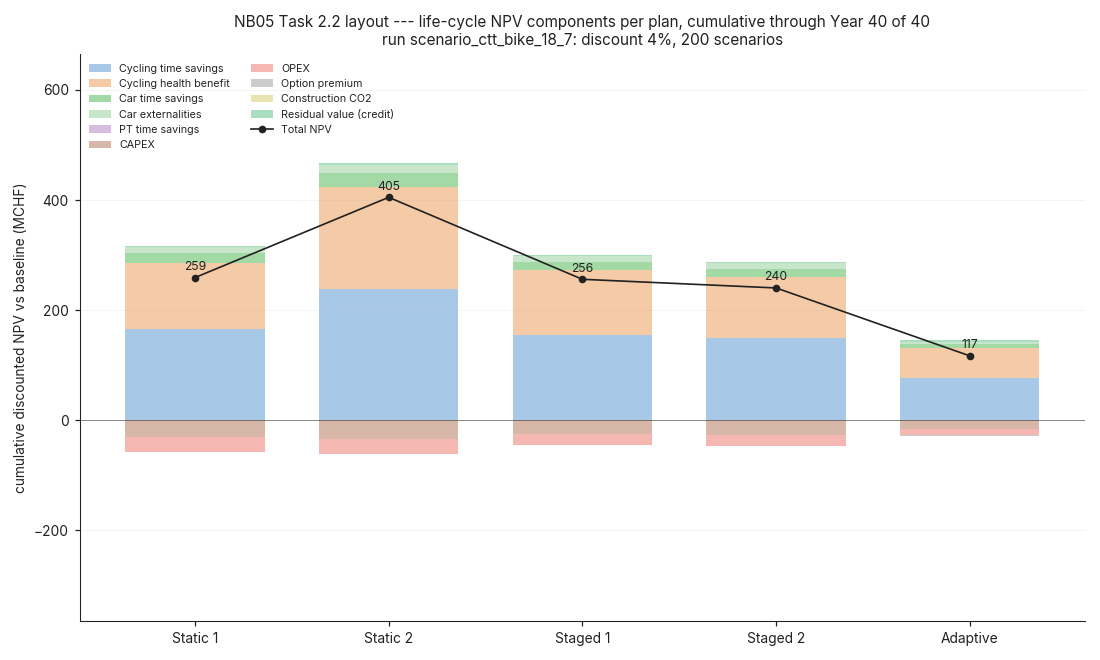 NB05 Task 2.2 layout --- life-cycle NPV components per plan, cumulative through Year 40 of 40
run scenario_ctt_bike_18_7: discount 4%, 200 scenarios
Cycling time savings
Cycling health benefit
Car time savings
Car externalities
PT time savings
CAPEX
OPEX
Option premium
Construction CO2
Residual value (credit)
Total NPV
cumulative discounted NPV vs baseline (MCHF)
600
400
200
0
−200
259
405
256
240
117
Static 1
Static 2
Staged 1
Staged 2
Adaptive